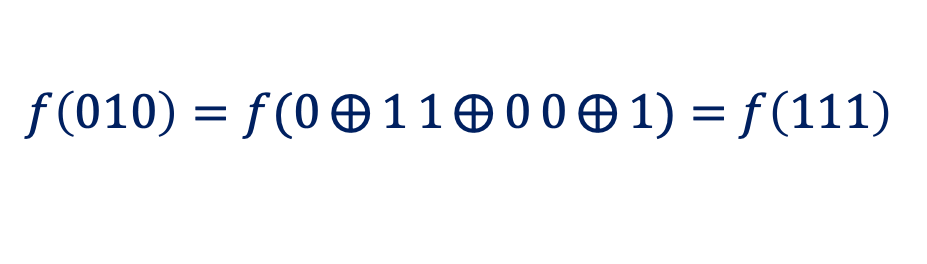 f(010) = f(0⊕1 1⊕0 0⊕1) = f(111)